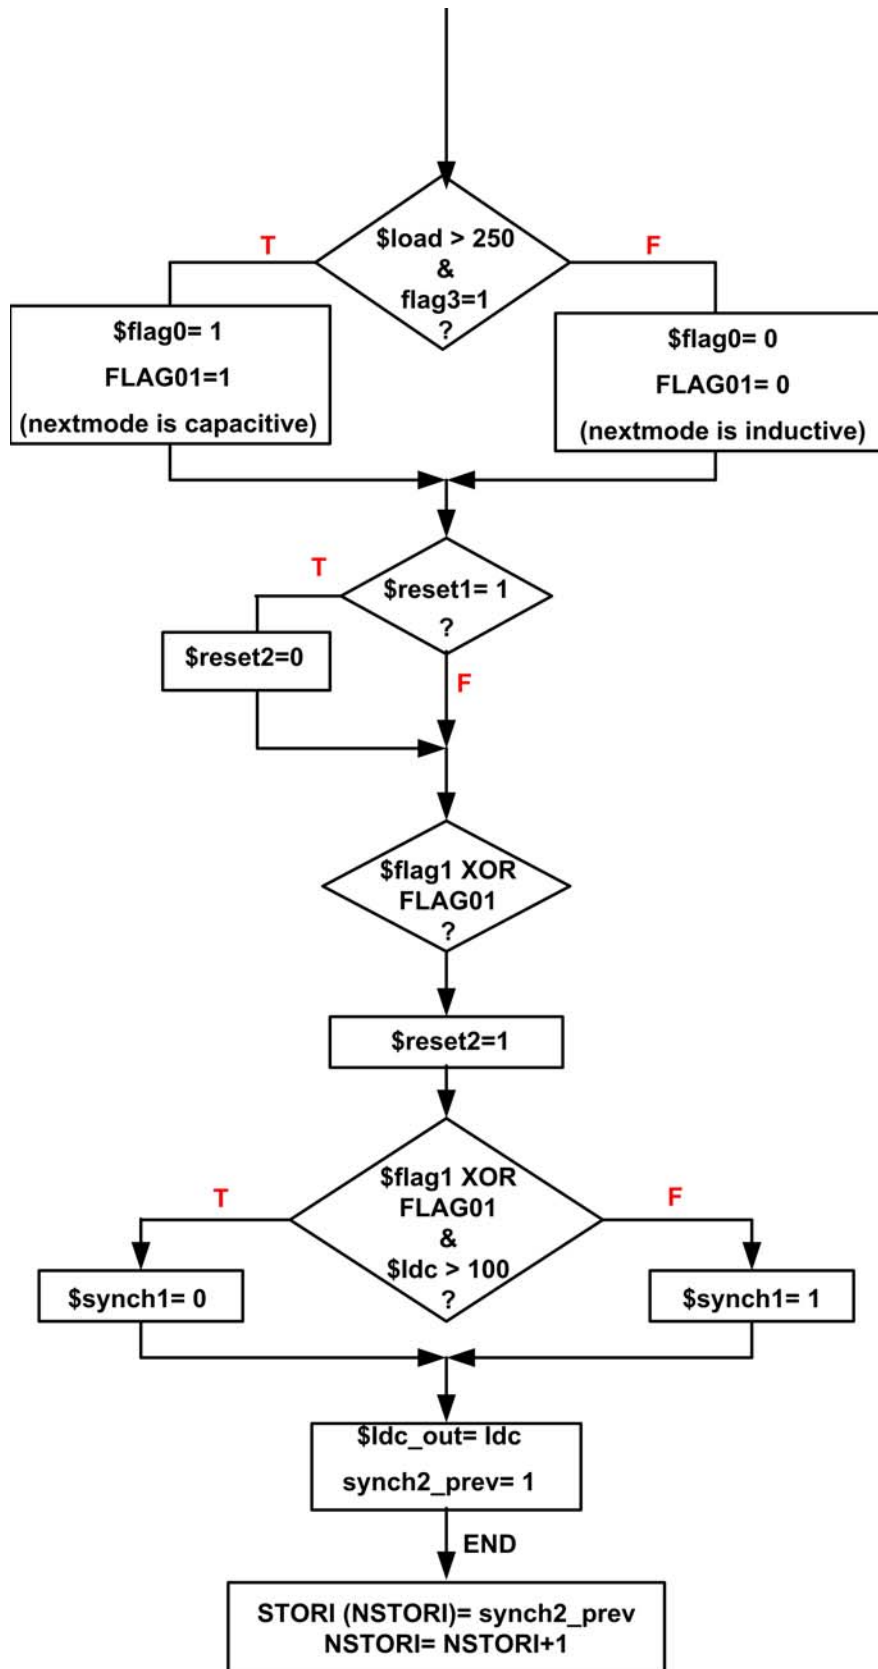 $load > 250
&
flag3=1
?
T
F
$flag0= 1
FLAG01=1
(nextmode is capacitive)
$flag0= 0
FLAG01= 0
(nextmode is inductive)
T
$reset1= 1
?
$reset2=0
F
$flag1 XOR
FLAG01
?
$reset2=1
$flag1 XOR
FLAG01
&
$Idc > 100
?
T
F
$synch1= 0
$synch1= 1
$Idc_out= Idc
synch2_prev= 1
END
STORI (NSTORI)= synch2_prev
NSTORI= NSTORI+1